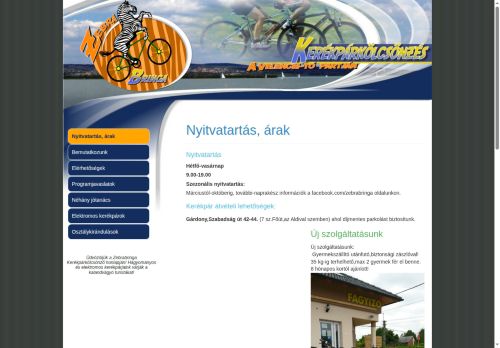 Zebra
Bringa
KERÉKPÁRKÖLCSÖNZÉS
A VELENCEI-TÓ PARTJÁN
Nyitvatartás, árak
Bemutatkozunk
Elérhetőségek
Programjavaslatok
Néhány jótanács
Elektromos kerékpárok
Osztálykirándulások
Üdvözöljük a Zebrabringa
Kerékpárkölcsönző honlapján! Hagyományos
és elektromos kerékpárjaink várják a
kalandvágyó turistákat!
Nyitvatartás, árak
Nyitvatartás
Hétfő-vasárnap
9.00-19.00
Szezonális nyitvatartás:
Márciustól-októberig, további-naprakész információk a facebook.com/zebrabringa oldalunkon.
Kerékpár átvételi lehetőségek:
Gárdony,Szabadság út 42-44. (7 sz.Főút az Aldival szemben) ahol díjmentes parkolást biztosítunk.
Új szolgáltatásunk
Új szolgáltatásunk:
Gyermekszállító utánfutó,biztonsági zászlóval!
35 kg-ig terhelhető,max 2 gyermek fér el benne.
6 hónapos kortól ajánlott!
FAGYIZÓ